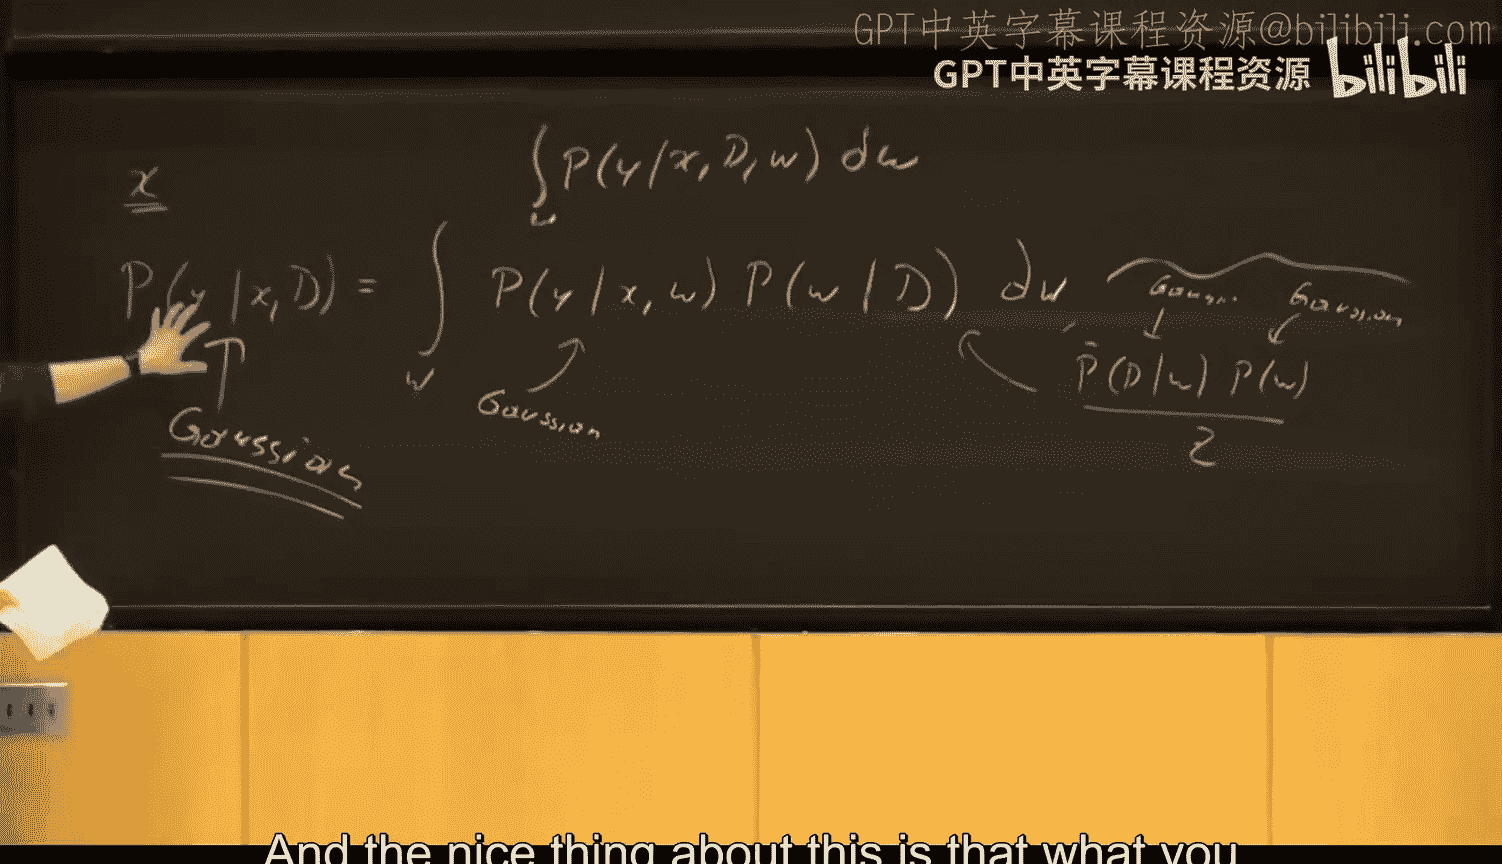 GPT中英字幕课程资源@bilibili.com
GPT中英字幕课程资源 bilibili
∫_w P(y|x,D,w) dw
x
P(y|x,D) = ∫_w P(y|x,w) P(w|D) dw
Gaussian
Gaussian
P(D|w) P(w)
Z
Gaussian
And the nice thing about this is that what you